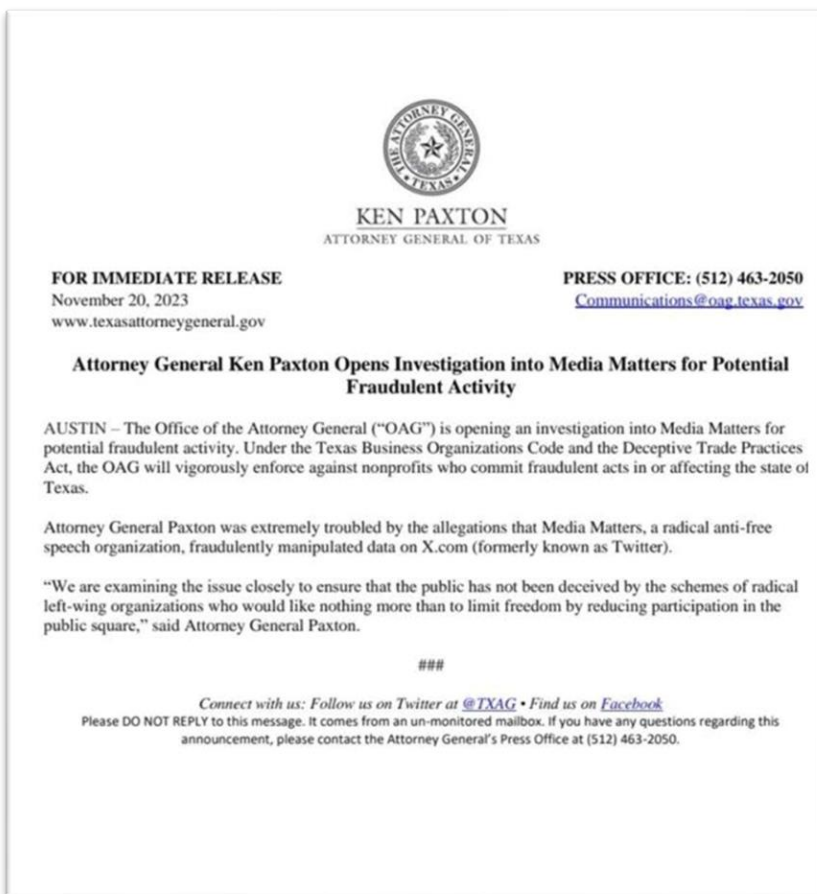 THE ATTORNEY GENERAL
• TEXAS •
KEN PAXTON
ATTORNEY GENERAL OF TEXAS
FOR IMMEDIATE RELEASE
November 20, 2023
www.texasattorneygeneral.gov
PRESS OFFICE: (512) 463-2050
Communications@oag.texas.gov
Attorney General Ken Paxton Opens Investigation into Media Matters for Potential
Fraudulent Activity
AUSTIN – The Office of the Attorney General (“OAG”) is opening an investigation into Media Matters for
potential fraudulent activity. Under the Texas Business Organizations Code and the Deceptive Trade Practices
Act, the OAG will vigorously enforce against nonprofits who commit fraudulent acts in or affecting the state of
Texas.
Attorney General Paxton was extremely troubled by the allegations that Media Matters, a radical anti-free
speech organization, fraudulently manipulated data on X.com (formerly known as Twitter).
“We are examining the issue closely to ensure that the public has not been deceived by the schemes of radical
left-wing organizations who would like nothing more than to limit freedom by reducing participation in the
public square,” said Attorney General Paxton.
###
Connect with us: Follow us on Twitter at @TXAG • Find us on Facebook
Please DO NOT REPLY to this message. It comes from an un-monitored mailbox. If you have any questions regarding this
announcement, please contact the Attorney General's Press Office at (512) 463-2050.